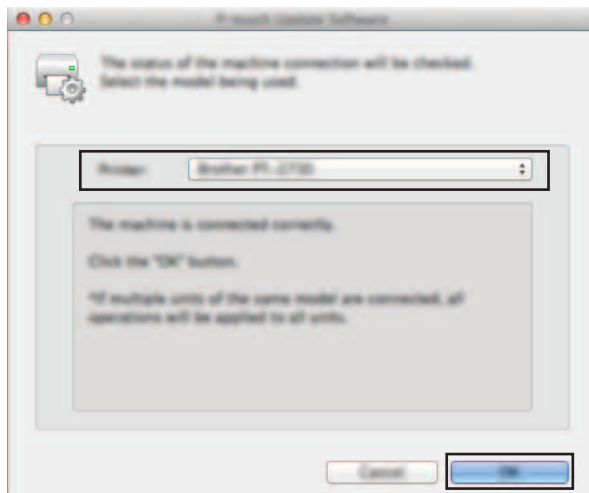 P-touch Update Software
The status of the machine connection will be checked.
Select the model being used.
Printer: Brother PT-2730
The machine is connected correctly.
Click the "OK" button.
*If multiple units of the same model are connected, all
operations will be applied to all units.
Cancel OK